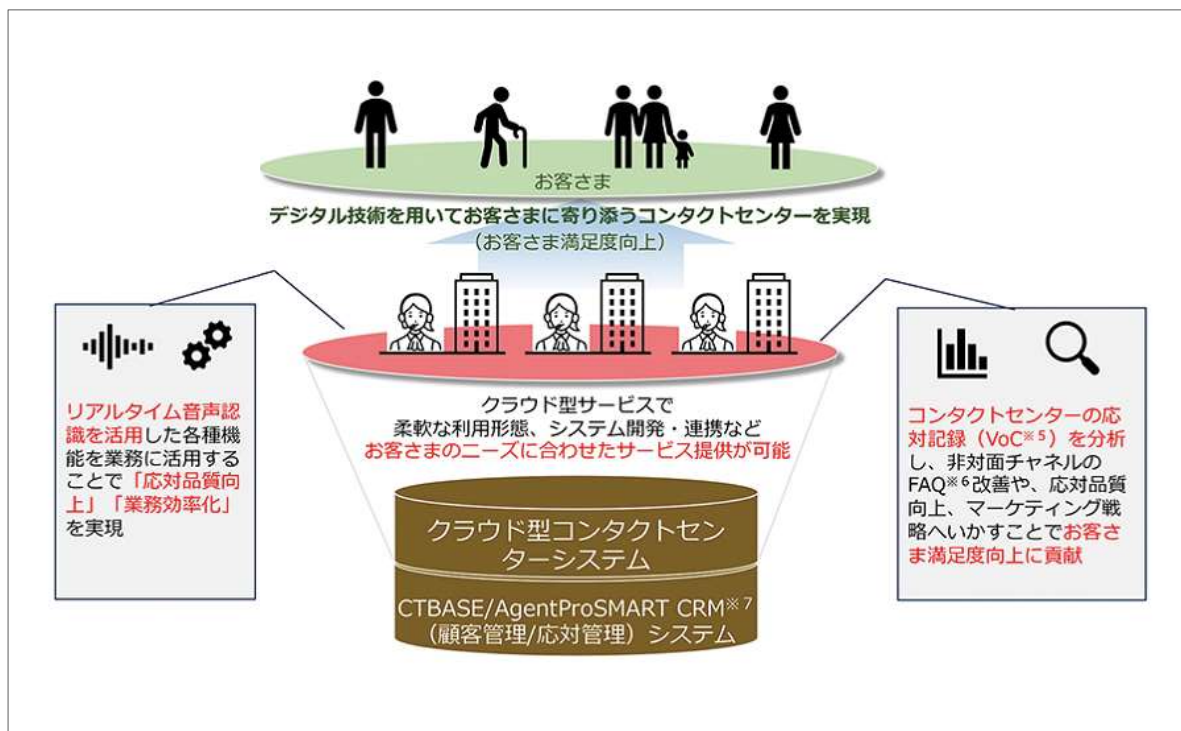 お客さま
デジタル技術を用いてお客さまに寄り添うコンタクトセンターを実現
（お客さま満足度向上）
リアルタイム音声認
識を活用した各種機
能を業務に活用する
ことで「応対品質向
上」「業務効率化」
を実現
クラウド型サービスで
柔軟な利用形態、システム開発・連携など
お客さまのニーズに合わせたサービス提供が可能
クラウド型コンタクトセン
ターシステム
CTBASE/AgentProSMART CRM※7
（顧客管理/応対管理）システム
コンタクトセンターの応
対記録（VoC※5）を分析
し、非対面チャネルの
FAQ※6改善や、応対品質
向上、マーケティング戦
略へいかすことでお客さ
ま満足度向上に貢献